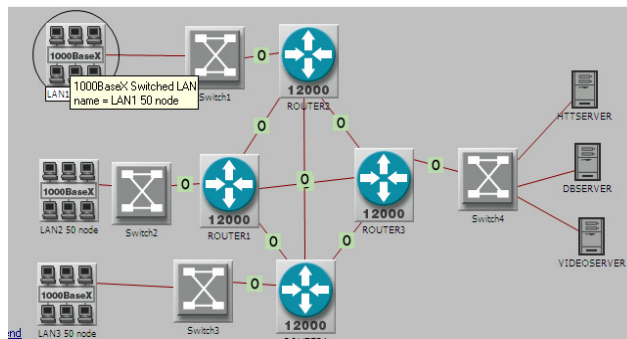 1000BaseX
LAN1
1000BaseX Switched LAN
name = LAN1 50 node
Switch1
0
12000
ROUTER2
HTTSERVER
0
0
0
1000BaseX
LAN2 50 node
Switch2
0
12000
ROUTER1
0
12000
ROUTER3
Switch4
DBSERVER
VIDEOSERVER
0
0
1000BaseX
LAN3 50 node
Switch3
0
12000
end